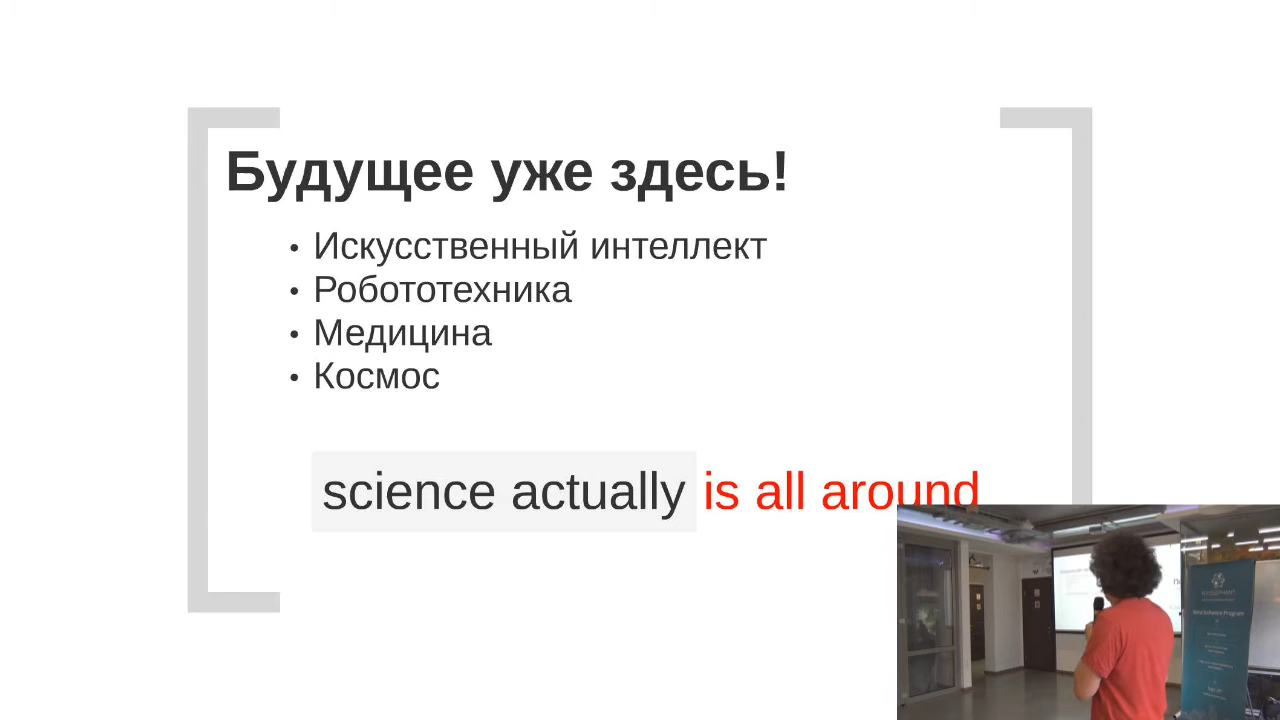 Будущее уже здесь!
• Искусственный интеллект
• Робототехника
• Медицина
• Космос
science actually is all around